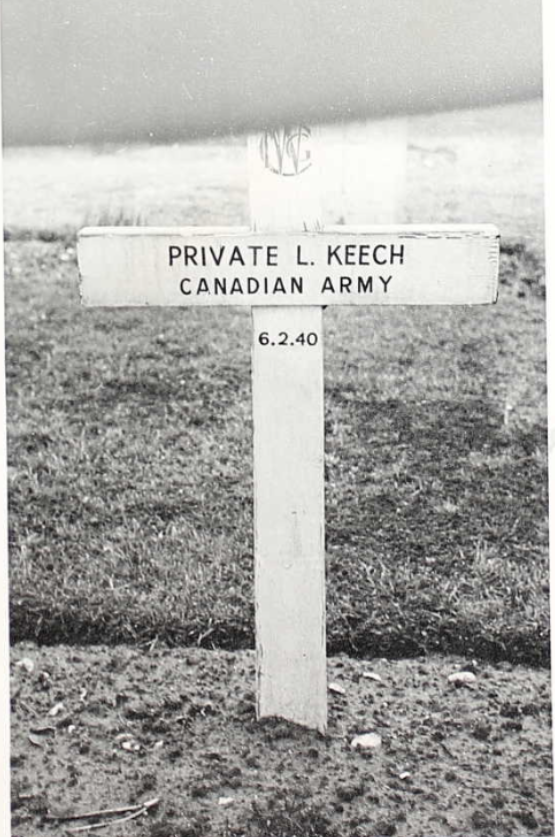 PRIVATE L. KEECH
CANADIAN ARMY
6.2.40